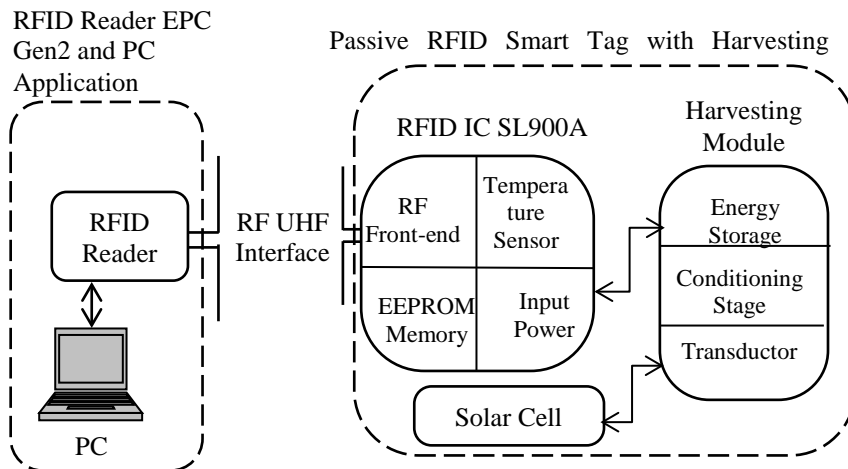 RFID Reader EPC
Gen2 and PC
Application
RFID
Reader
PC
RF UHF
Interface
Passive RFID Smart Tag with Harvesting
RFID IC SL900A
RF
Front-end
Tempera
ture
Sensor
EEPROM
Memory
Input
Power
Solar Cell
Harvesting
Module
Energy
Storage
Conditioning
Stage
Transductor